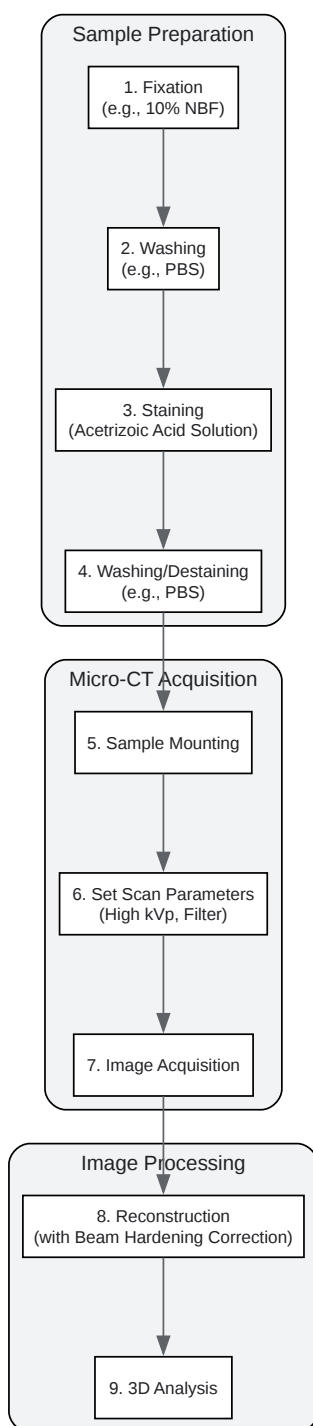 Sample Preparation
1. Fixation
(e.g., 10% NBF)
2. Washing
(e.g., PBS)
3. Staining
(Acetrizoic Acid Solution)
4. Washing/Destaining
(e.g., PBS)
Micro-CT Acquisition
5. Sample Mounting
6. Set Scan Parameters
(High kVp, Filter)
7. Image Acquisition
Image Processing
8. Reconstruction
(with Beam Hardening Correction)
9. 3D Analysis